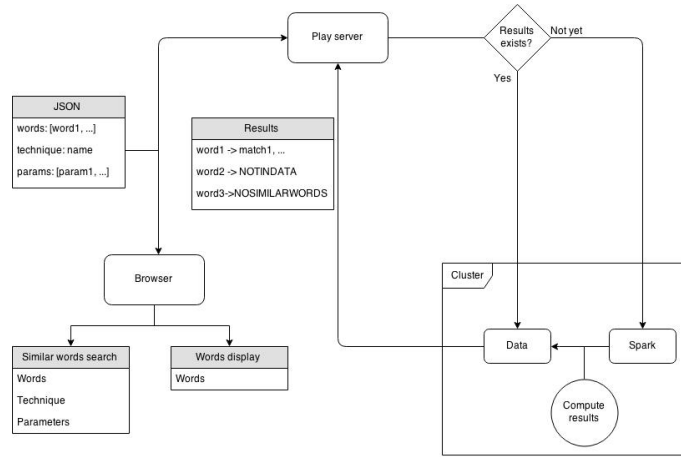 Play server
Results
exists?
Not yet
Yes
JSON
words: [word1, ...]
technique: name
params: [param1, ...]
Results
word1 -> match1, ...
word2 -> NOTINDATA
word3->NOSIMILARWORDS
Browser
Cluster
Similar words search
Words
Technique
Parameters
Words display
Words
Data
Spark
Compute
results